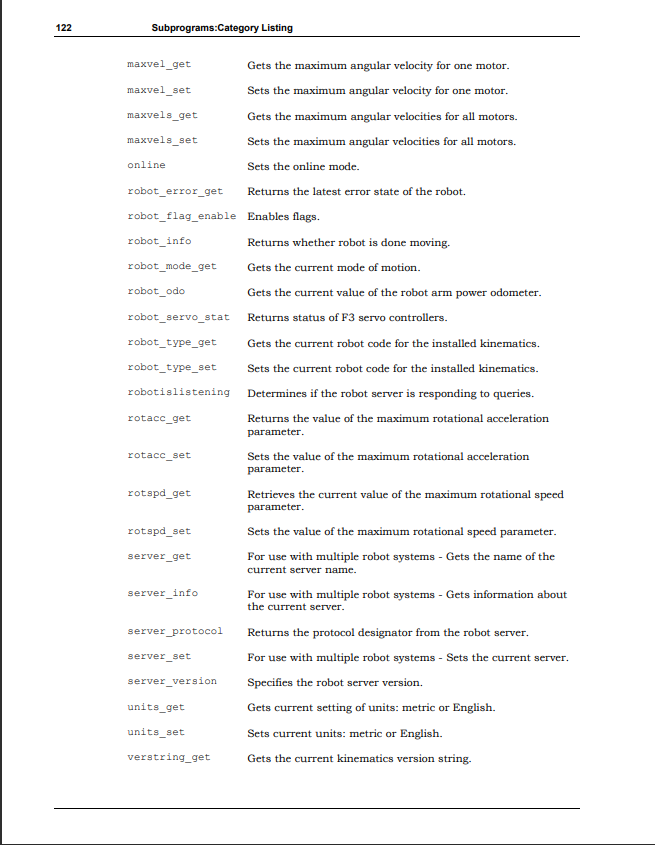 122 Subprograms:Category Listing
maxvel_get Gets the maximum angular velocity for one motor.
maxvel_set Sets the maximum angular velocity for one motor.
maxvels_get Gets the maximum angular velocities for all motors.
maxvels_set Sets the maximum angular velocities for all motors.
online Sets the online mode.
robot_error_get Returns the latest error state of the robot.
robot_flag_enable Enables flags.
robot_info Returns whether robot is done moving.
robot_mode_get Gets the current mode of motion.
robot_odo Gets the current value of the robot arm power odometer.
robot_servo_stat Returns status of F3 servo controllers.
robot_type_get Gets the current robot code for the installed kinematics.
robot_type_set Sets the current robot code for the installed kinematics.
robotislistening Determines if the robot server is responding to queries.
rotacc_get Returns the value of the maximum rotational acceleration
parameter.
rotacc_set Sets the value of the maximum rotational acceleration
parameter.
rotspd_get Retrieves the current value of the maximum rotational speed
parameter.
rotspd_set Sets the value of the maximum rotational speed parameter.
server_get For use with multiple robot systems - Gets the name of the
current server name.
server_info For use with multiple robot systems - Gets information about
the current server.
server_protocol Returns the protocol designator from the robot server.
server_set For use with multiple robot systems - Sets the current server.
server_version Specifies the robot server version.
units_get Gets current setting of units: metric or English.
units_set Sets current units: metric or English.
verstring_get Gets the current kinematics version string.